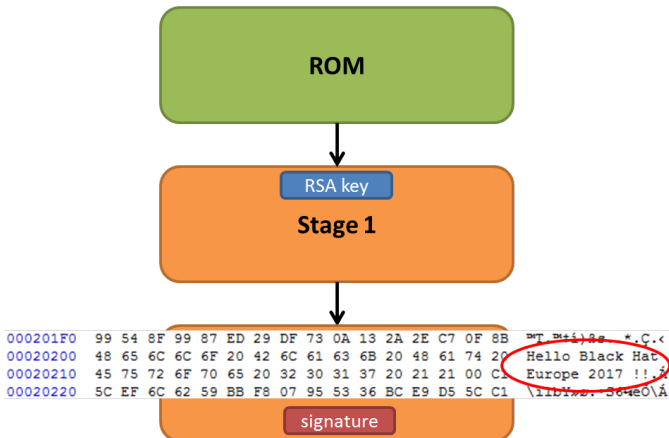 ROM
RSA key
Stage 1
000201F0 99 54 8F 99 87 ED 29 DF 73 0A 13 2A 2E C7 0F 8B
00020200 48 65 6C 6C 6F 20 42 6C 61 63 6B 20 48 61 74 20 Hello Black Hat
00020210 45 75 72 6F 70 65 20 32 30 31 37 20 21 21 00 C1 Europe 2017 !!.Á
00020220 5C EF 6C 62 59 BB F8 07 95 53 36 BC E9 D5 5C C1
signature